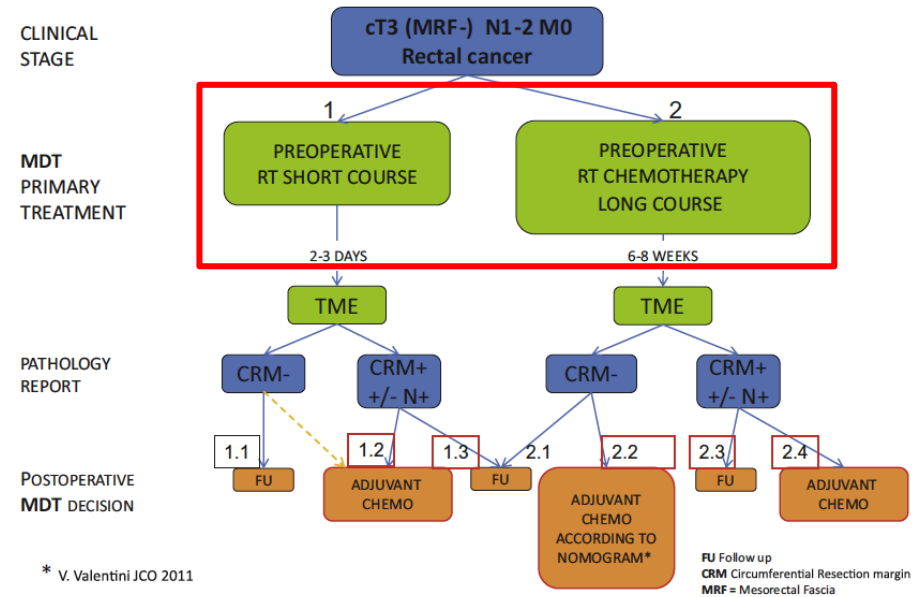 CLINICAL
STAGE
cT3 (MRF-) N1-2 M0
Rectal cancer
1
2
MDT
PRIMARY
TREATMENT
PREOPERATIVE
RT SHORT COURSE
PREOPERATIVE
RT CHEMOTHERAPY
LONG COURSE
2-3 DAYS
6-8 WEEKS
TME
TME
PATHOLOGY
REPORT
CRM-
CRM+
+/- N+
CRM-
CRM+
+/- N+
1.1
1.2
1.3
2.1
2.2
2.3
2.4
POSTOPERATIVE
MDT DECISION
FU
ADJUVANT
CHEMO
FU
ADJUVANT
CHEMO
ACCORDING TO
NOMOGRAM*
FU
ADJUVANT
CHEMO
* V. Valentini JCO 2011
FU Follow up
CRM Circumferential Resection margin
MRF = Mesorectal Fascia